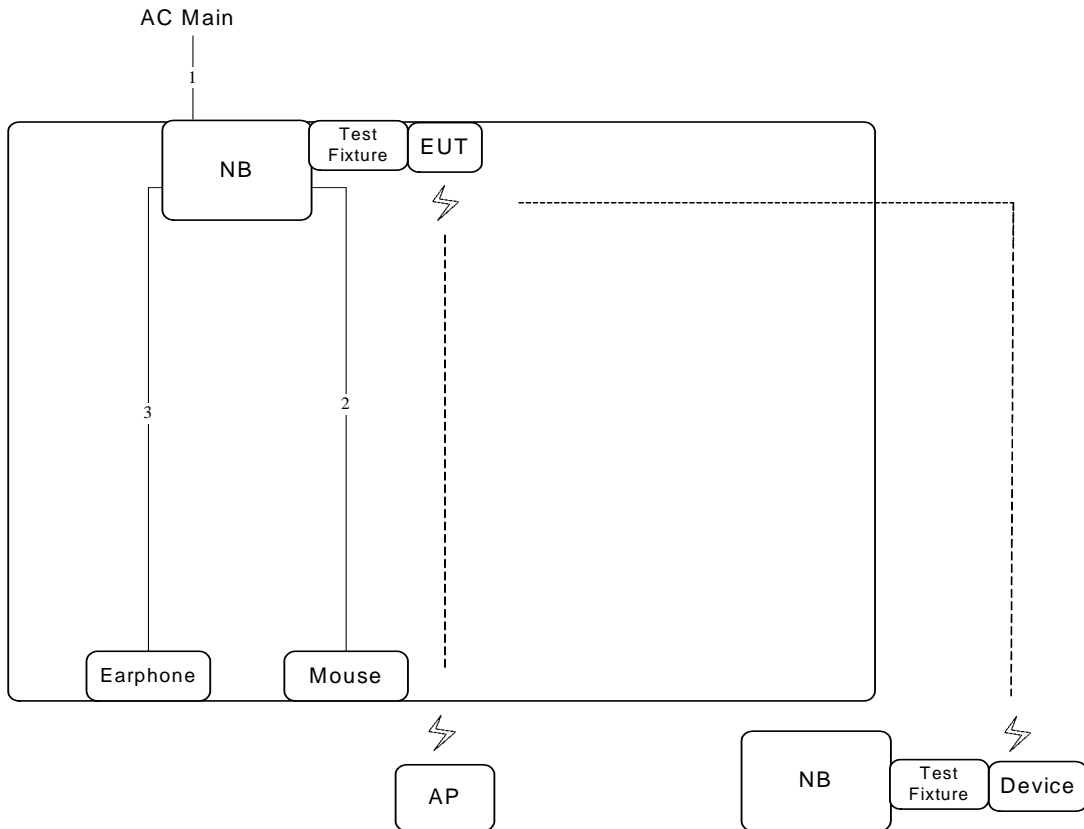 AC Main
1
NB
Test
Fixture
EUT
3
2
Earphone
Mouse
AP
NB
Test
Fixture
Device